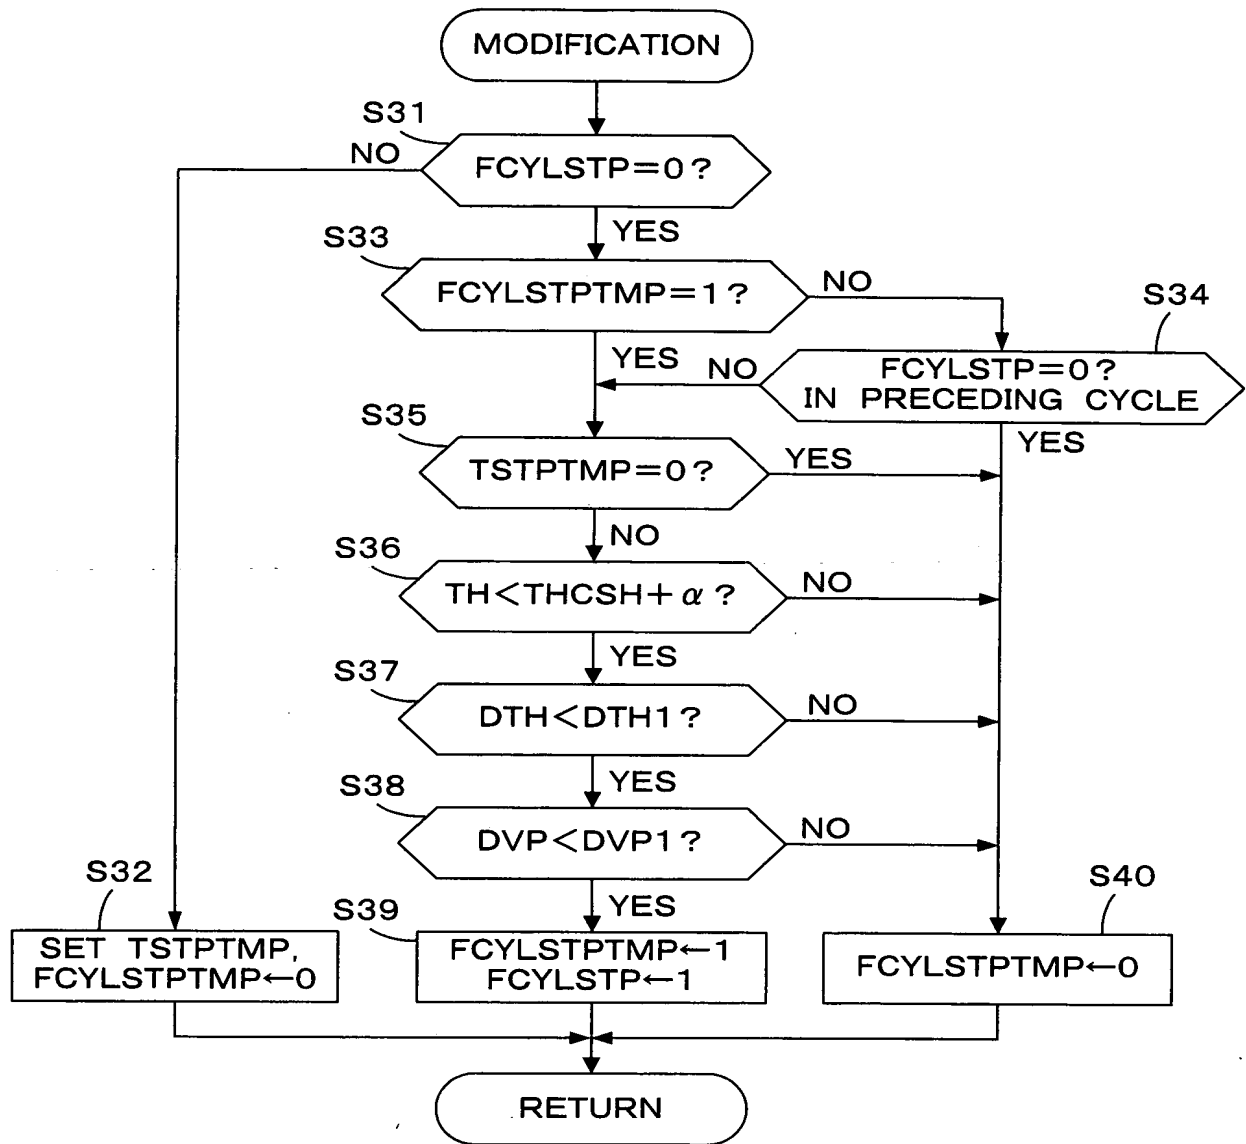 MODIFICATION
S31
NO
FCYLSTP=0?
YES
S33
FCYLSTPTMP=1?
NO
S34
YES
NO
FCYLSTP=0?
IN PRECEDING CYCLE
YES
S35
TSTPTMP=0?
YES
NO
S36
TH<THCSH+α?
NO
YES
S37
DTH<DTH1?
NO
YES
S38
DVP<DVP1?
NO
YES
S32
SET TSTPTMP,
FCYLSTPTMP←0
S39
FCYLSTPTMP←1
FCYLSTP←1
S40
FCYLSTPTMP←0
RETURN